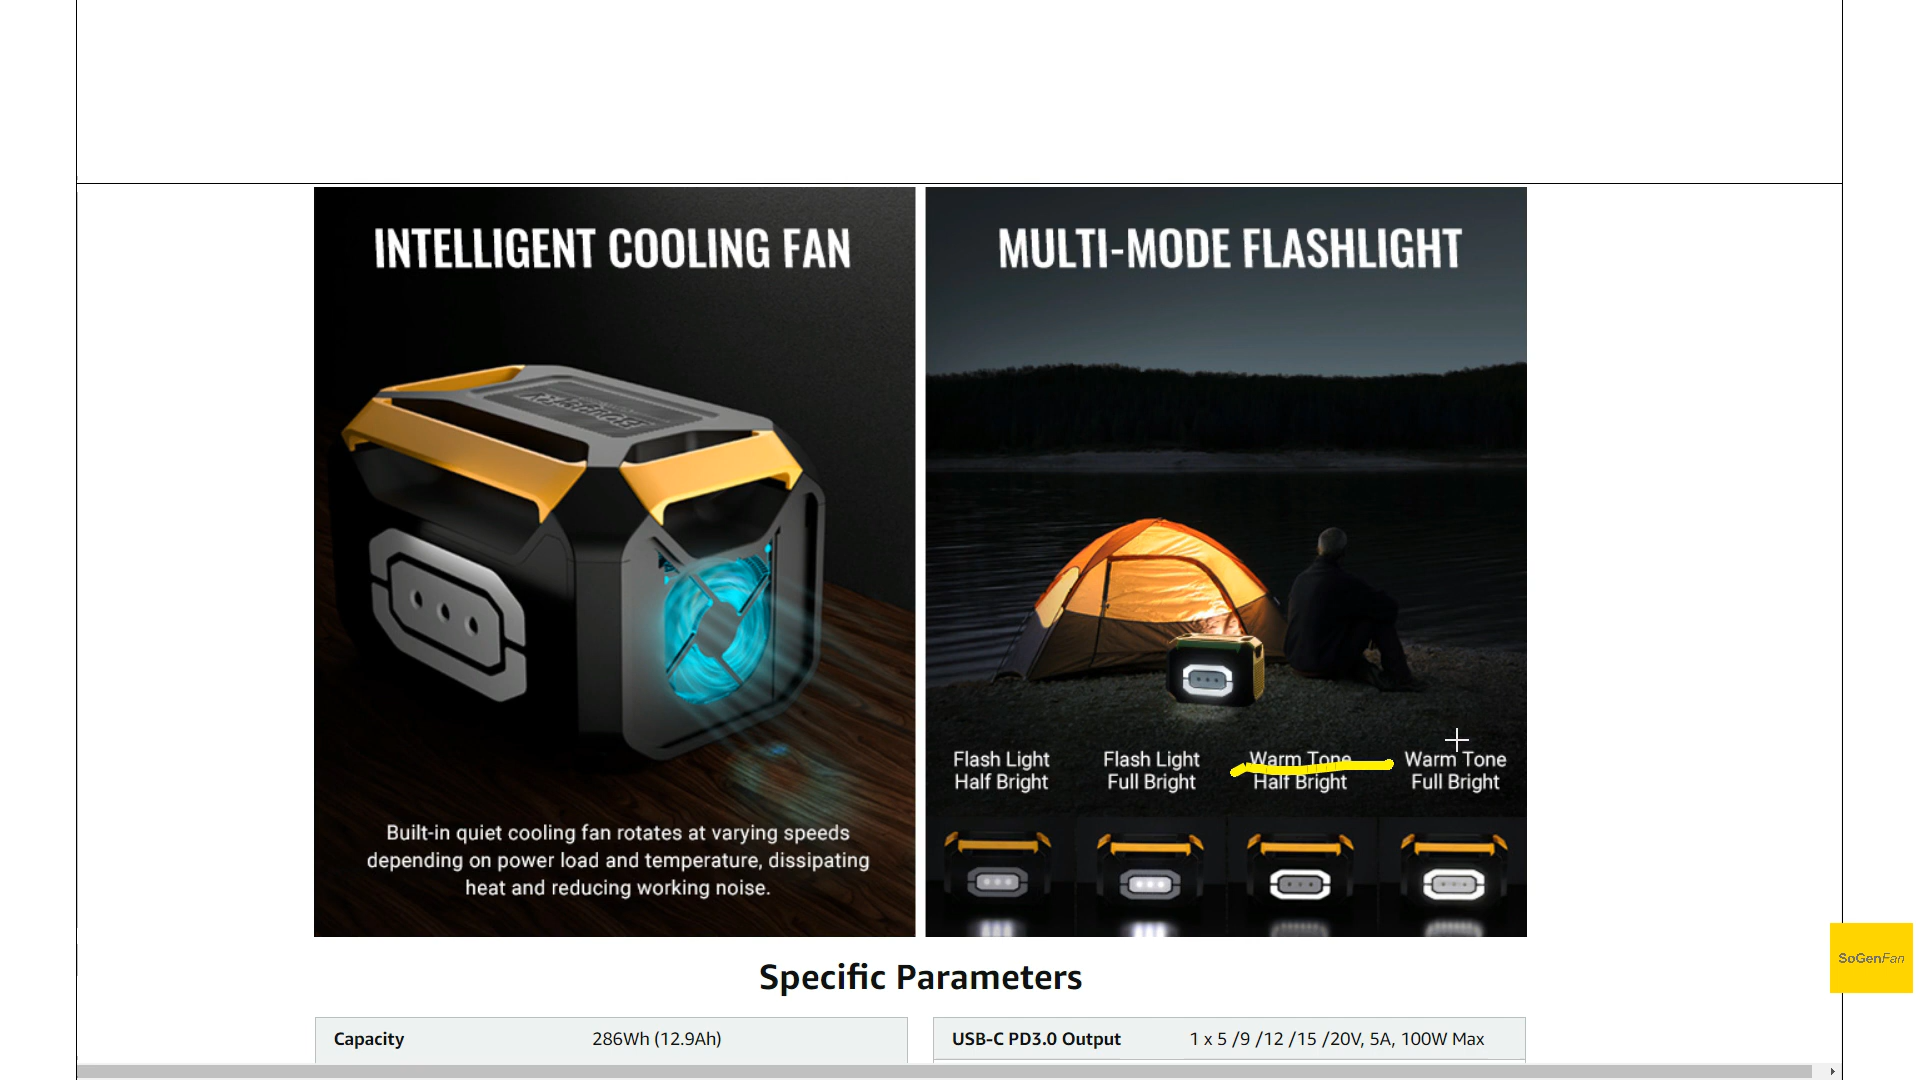 INTELLIGENT COOLING FAN
Built-in quiet cooling fan rotates at varying speeds
depending on power load and temperature, dissipating
heat and reducing working noise.
MULTI-MODE FLASHLIGHT
Flash Light
Half Bright
Flash Light
Full Bright
Warm Tone
Half Bright
Warm Tone
Full Bright
Specific Parameters
Capacity 286Wh (12.9Ah)
USB-C PD3.0 Output 1 x 5 /9 /12 /15 /20V, 5A, 100W Max
SoGenFan